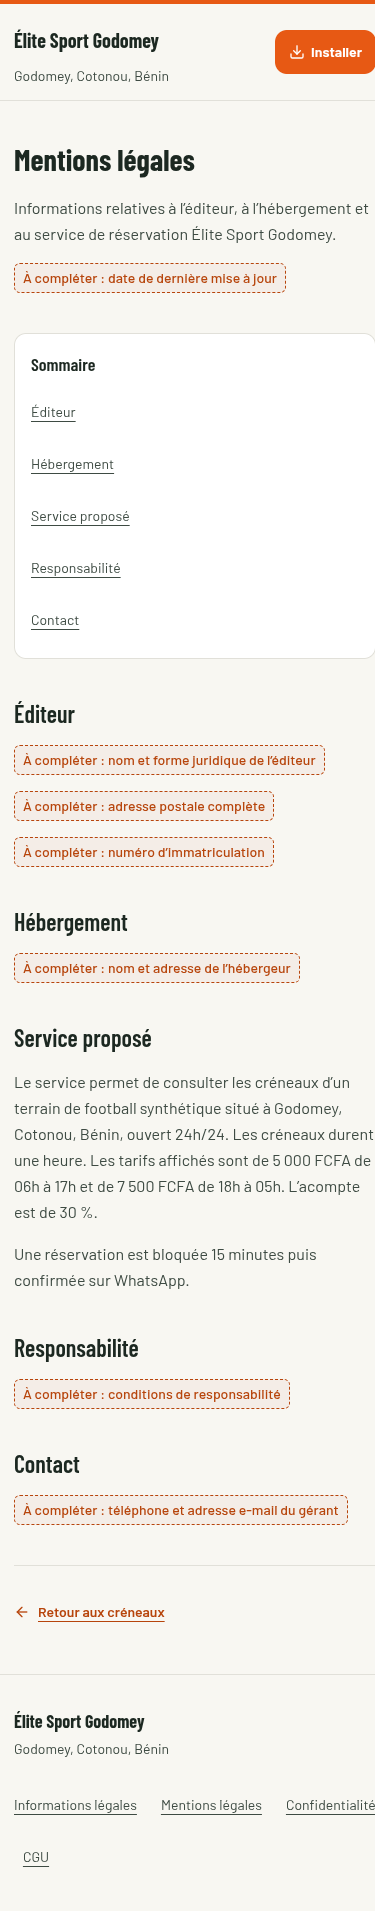 Élite Sport Godomey
Godomey, Cotonou, Bénin
Installer
Mentions légales
Informations relatives à l’éditeur, à l’hébergement et
au service de réservation Élite Sport Godomey.
À compléter : date de dernière mise à jour
Sommaire
Éditeur
Hébergement
Service proposé
Responsabilité
Contact
Éditeur
À compléter : nom et forme juridique de l’éditeur
À compléter : adresse postale complète
À compléter : numéro d’immatriculation
Hébergement
À compléter : nom et adresse de l’hébergeur
Service proposé
Le service permet de consulter les créneaux d’un
terrain de football synthétique situé à Godomey,
Cotonou, Bénin, ouvert 24h/24. Les créneaux durent
une heure. Les tarifs affichés sont de 5 000 FCFA de
06h à 17h et de 7 500 FCFA de 18h à 05h. L’acompte
est de 30 %.
Une réservation est bloquée 15 minutes puis
confirmée sur WhatsApp.
Responsabilité
À compléter : conditions de responsabilité
Contact
À compléter : téléphone et adresse e-mail du gérant
Retour aux créneaux
Élite Sport Godomey
Godomey, Cotonou, Bénin
Informations légales Mentions légales Confidentialité
CGU